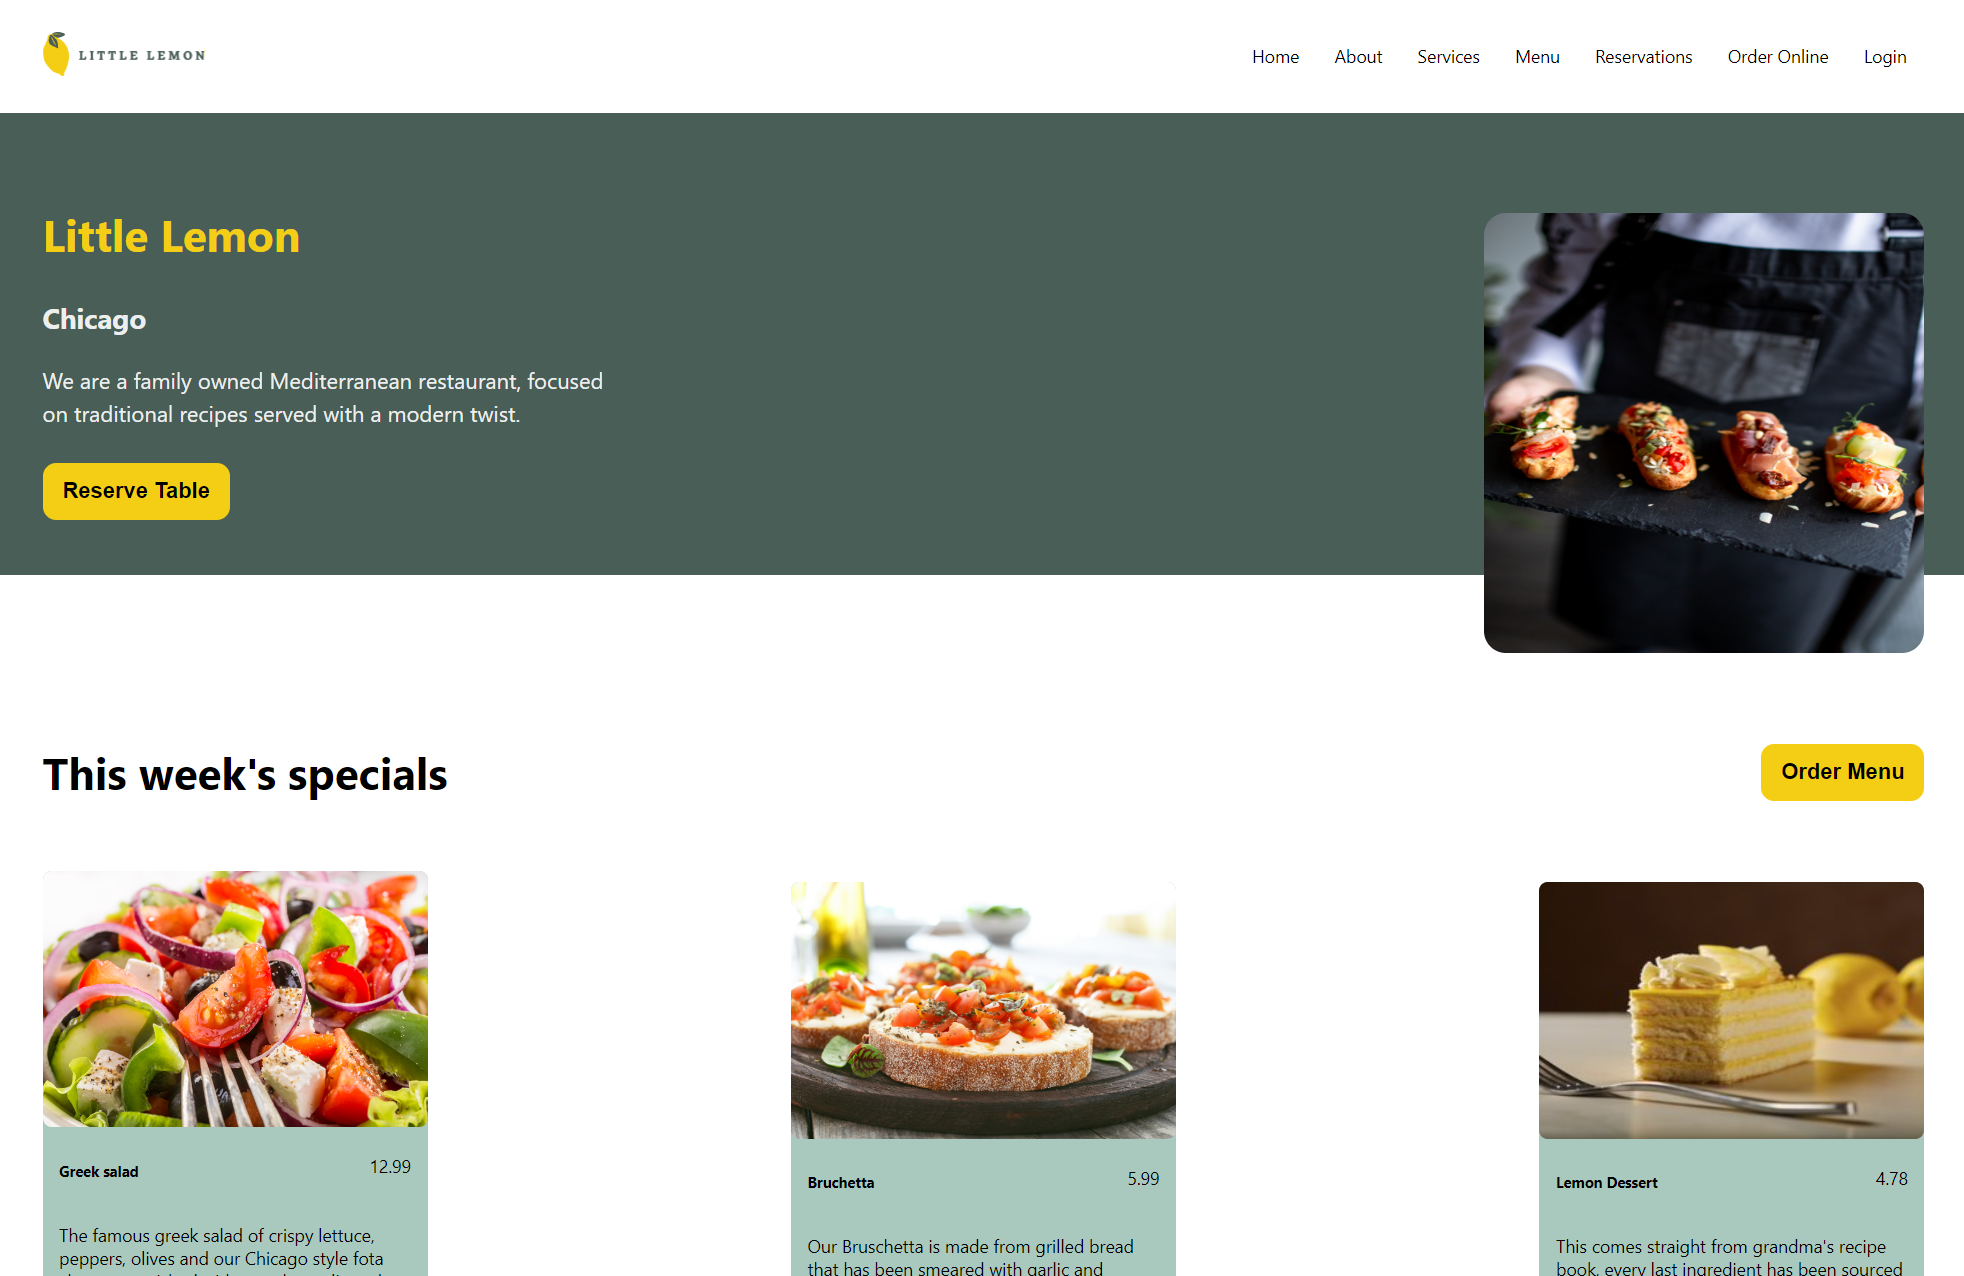 LITTLE LEMON
Home About Services Menu Reservations Order Online Login
Little Lemon
Chicago
We are a family owned Mediterranean restaurant, focused
on traditional recipes served with a modern twist.
Reserve Table
This week's specials
Order Menu
Greek salad 12.99
The famous greek salad of crispy lettuce,
peppers, olives and our Chicago style fota
Bruchetta 5.99
Our Bruschetta is made from grilled bread
that has been smeared with garlic and
Lemon Dessert 4.78
This comes straight from grandma's recipe
book, every last ingredient has been sourced